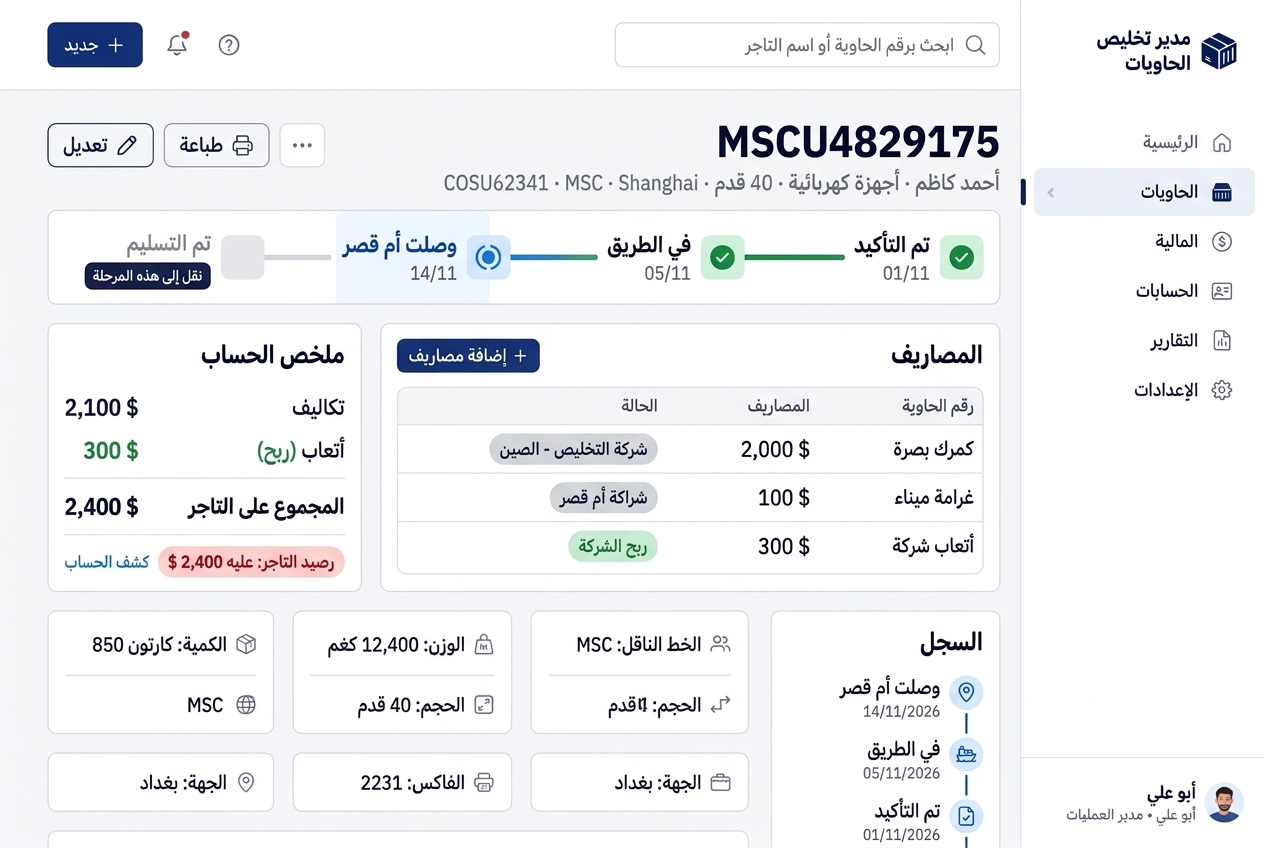 مدير تخليص
الحاويات
الرئيسية
الحاويات
المالية
الحسابات
التقارير
الإعدادات
أبو علي
أبو علي • مدير العمليات
ابحث برقم الحاوية أو اسم التاجر
+ جديد
MSCU4829175
أحمد كاظم · أجهزة كهربائية · 40 قدم · COSU62341 · MSC · Shanghai
طباعة
تعديل
تم التأكيد
01/11
في الطريق
05/11
وصلت أم قصر
14/11
تم التسليم
نقل إلى هذه المرحلة
المصاريف
+ إضافة مصاريف
رقم الحاوية المصاريف الحالة
كمرك بصرة 2,000 $ شركة التخليص - الصين
غرامة ميناء 100 $ شراكة أم قصر
أتعاب شركة 300 $ ربح الشركة
ملخص الحساب
تكاليف 2,100 $
أتعاب (ربح) 300 $
المجموع على التاجر 2,400 $
رصيد التاجر: عليه 2,400 $
كشف الحساب
السجل
وصلت أم قصر
14/11/2026
في الطريق
05/11/2026
تم التأكيد
01/11/2026
الخط الناقل: MSC
الحجم:
الوزن: 12,400 كغم
الحجم: 40 قدم
الكمية: كارتون 850
MSC
الجهة: بغداد
الفاكس: 2231
الجهة: بغداد